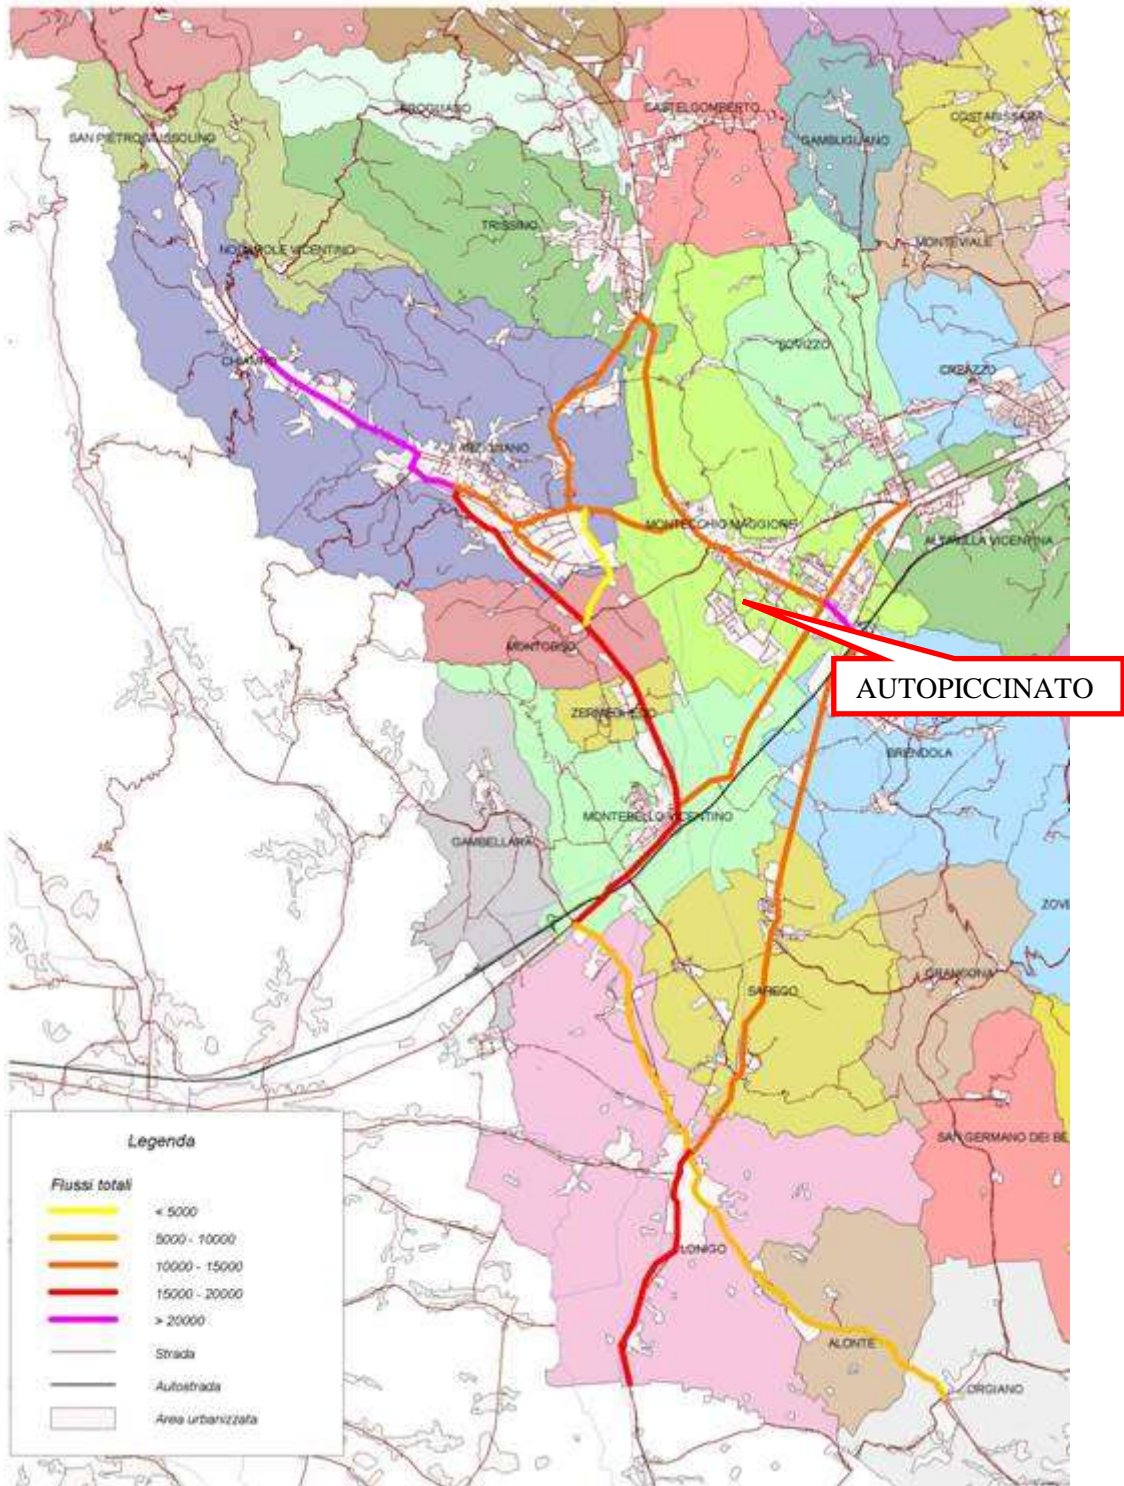 BROGLIANO
CASTELGOMBERTO
COSTABISSARA
SAN PIETRO MUSSOLINO
GAMBUGLIANO
TRISSINO
NOGAROLE VICENTINO
MONTEVIALE
SOVIZZO
CHIAMPO
CREAZZO
ARZIGNANO
MONTECCHIO MAGGIORE
ALTAVILLA VICENTINA
MONTORSO
AUTOPICCINATO
ZERMEGHEDO
BRENDOLA
MONTEBELLO VICENTINO
GAMBELLARA
ZOVE
GRANCONA
SAREGO
SAN GERMANO DEI BE
LONIGO
ALONTE
ORGIANO
Legenda
Flussi totali
< 5000
5000 - 10000
10000 - 15000
15000 - 20000
> 20000
Strada
Autostrada
Area urbanizzata